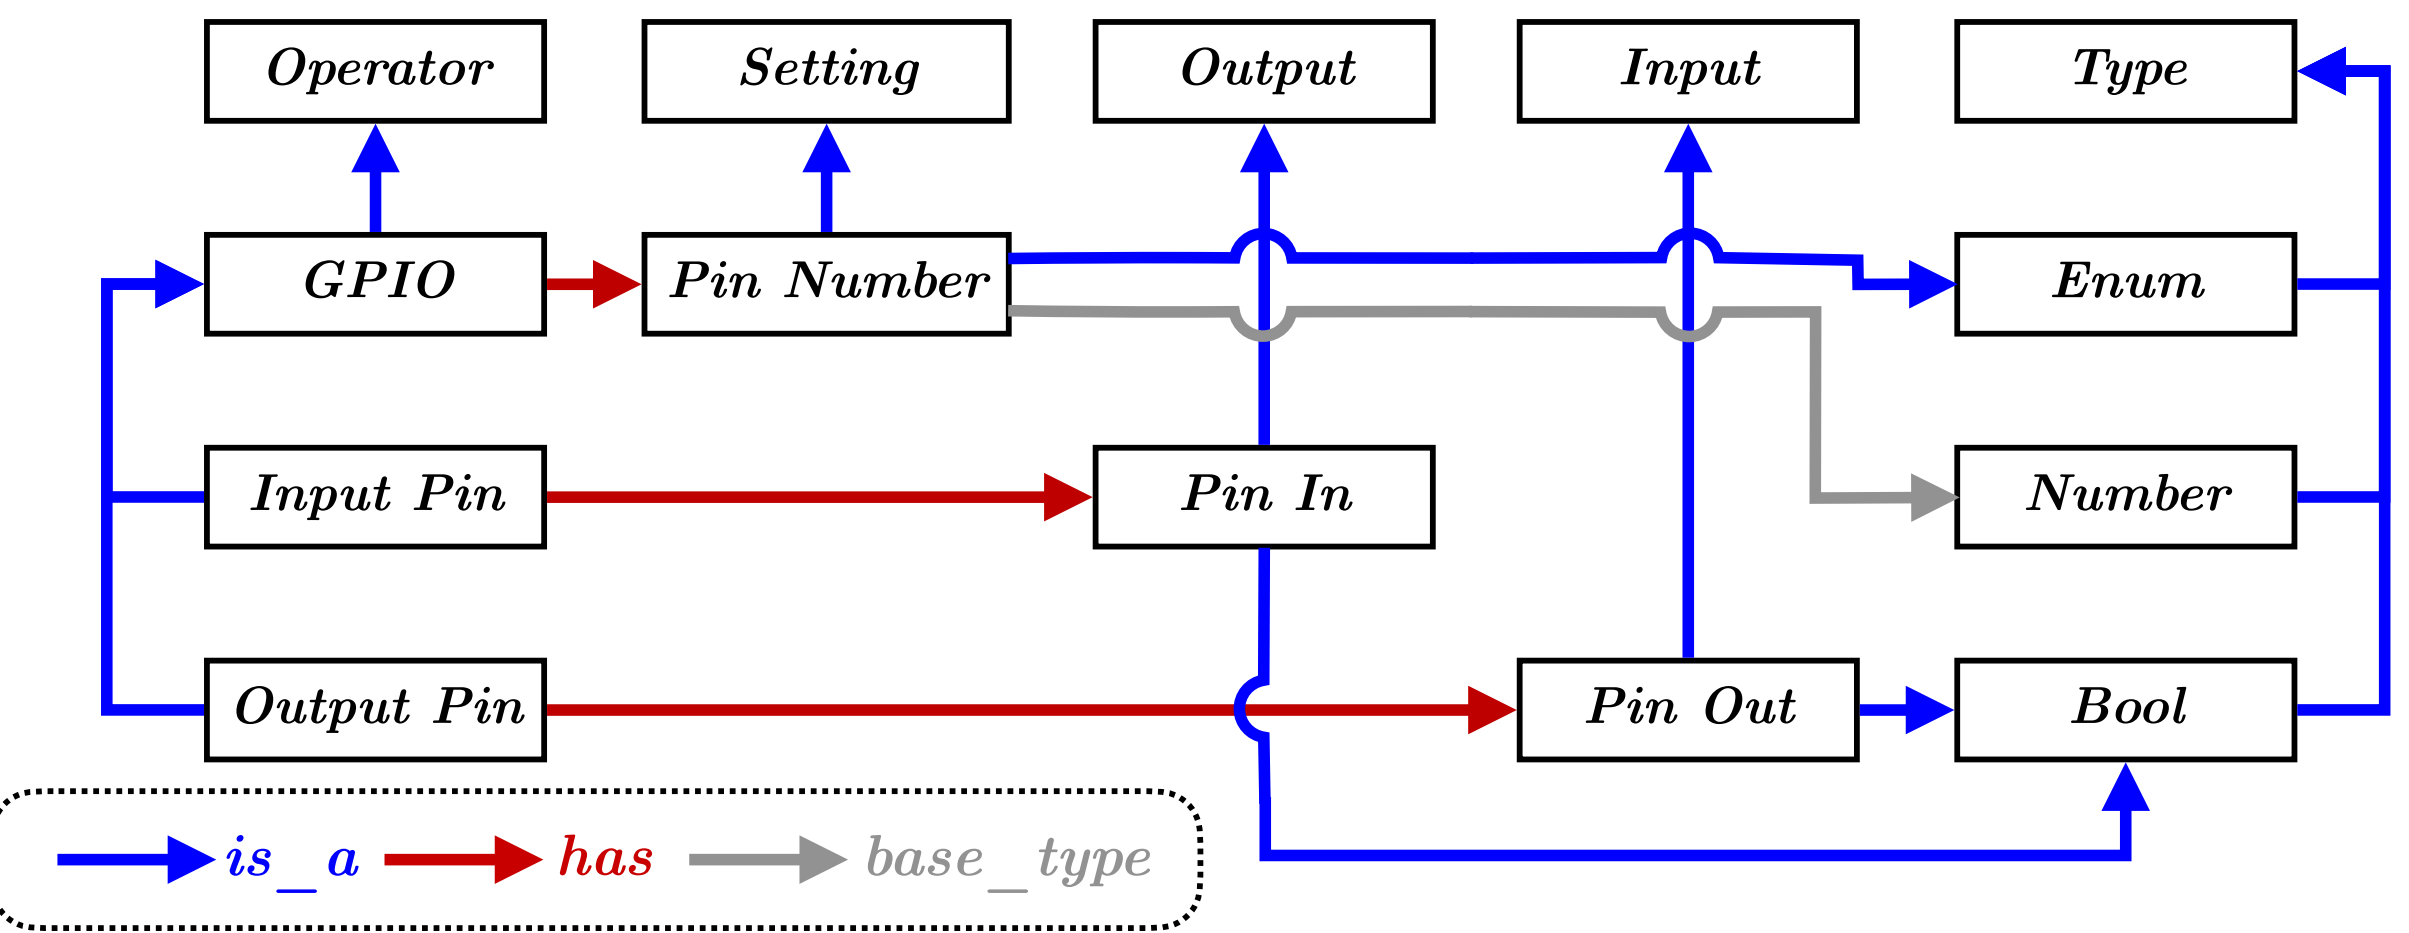 Operator Setting Output Input Type
GPIO Pin Number Enum
Input Pin Pin In Number
Output Pin Pin Out Bool
is_a has base_type